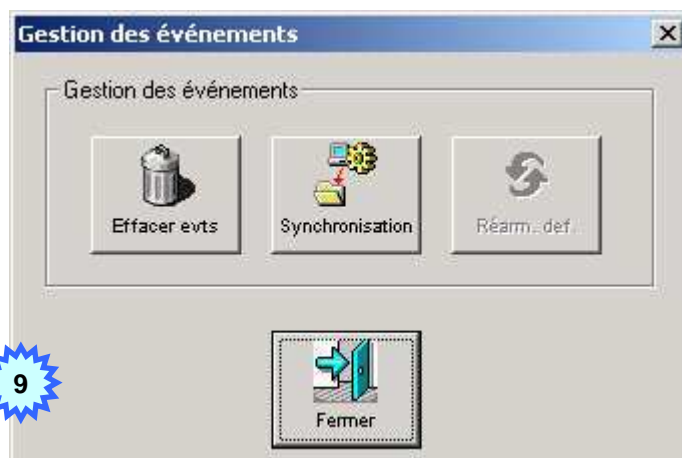 Gestion des événements
Gestion des événements
Effacer evts
Synchronisation
Réarm. def.
9
Fermer